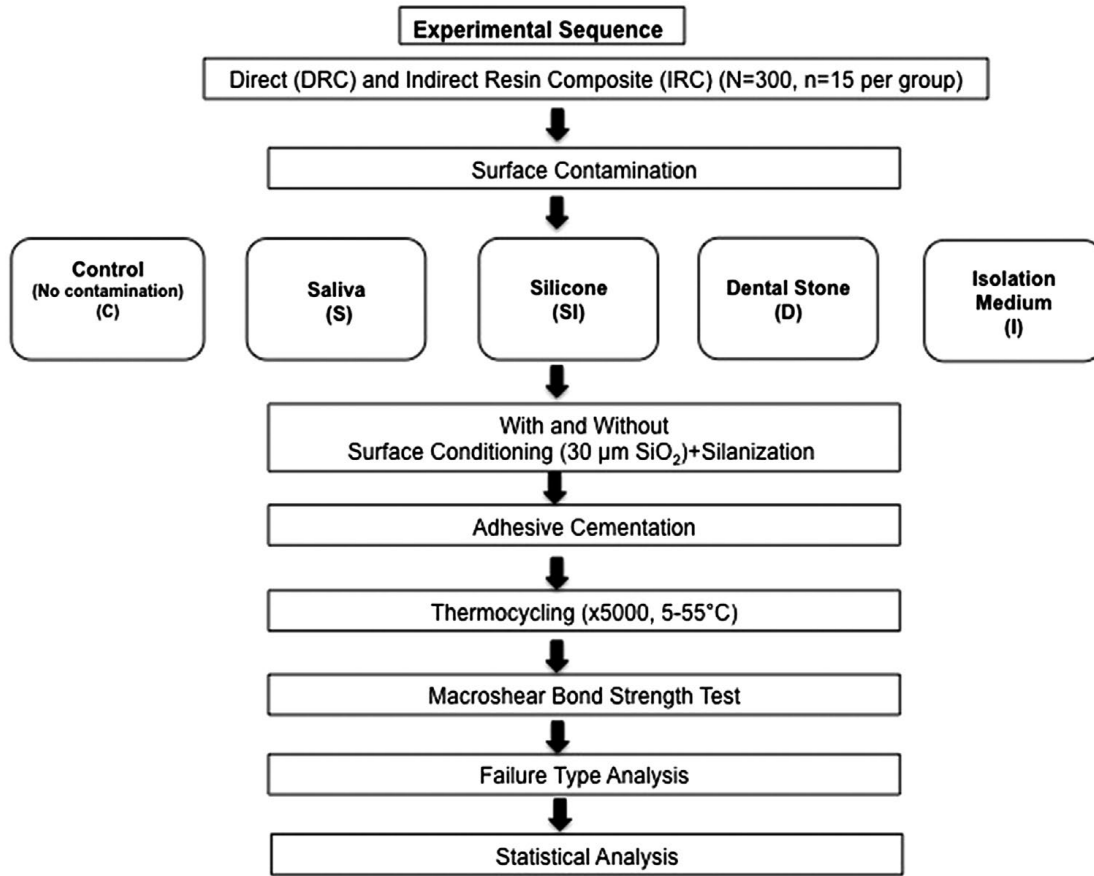 Experimental Sequence
Direct (DRC) and Indirect Resin Composite (IRC) (N=300, n=15 per group)
Surface Contamination
Control
(No contamination)
(C)
Saliva
(S)
Silicone
(SI)
Dental Stone
(D)
Isolation
Medium
(I)
With and Without
Surface Conditioning (30 µm SiO₂)+Silanization
Adhesive Cementation
Thermocycling (x5000, 5-55°C)
Macroshear Bond Strength Test
Failure Type Analysis
Statistical Analysis